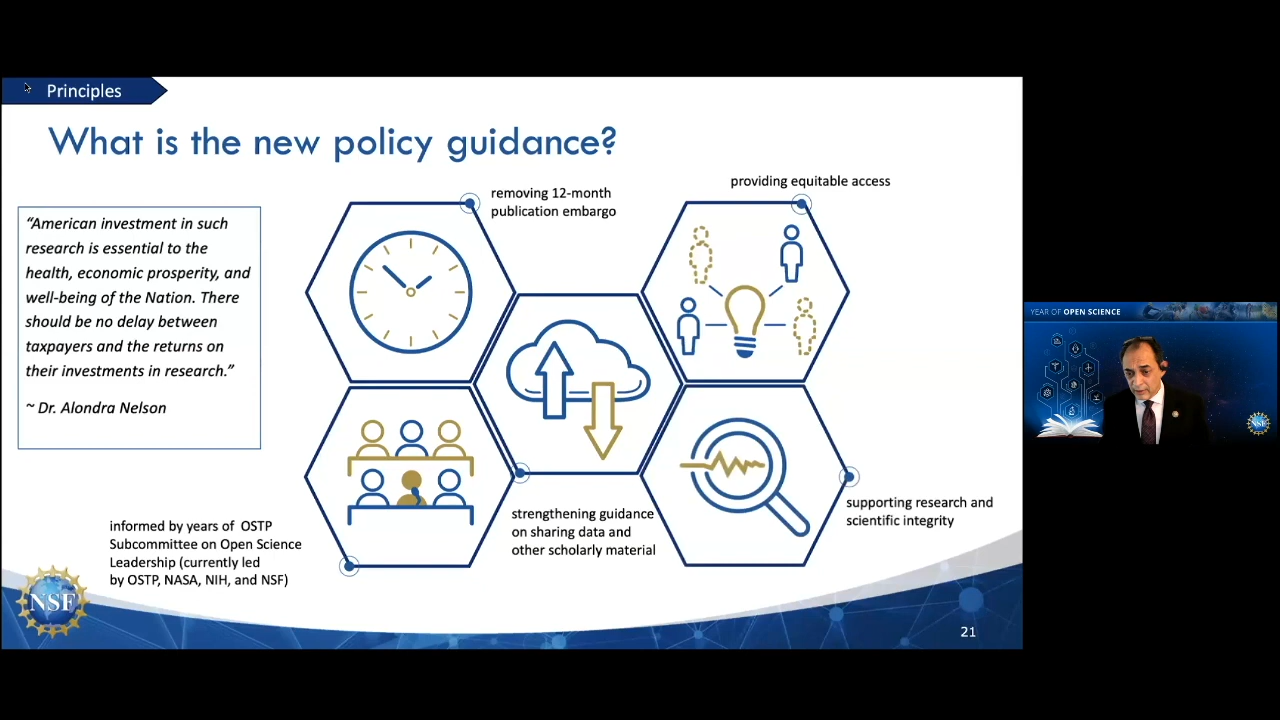 Principles
What is the new policy guidance?
“American investment in such
research is essential to the
health, economic prosperity, and
well-being of the Nation. There
should be no delay between
taxpayers and the returns on
their investments in research.”
~ Dr. Alondra Nelson
removing 12-month
publication embargo
providing equitable access
informed by years of OSTP
Subcommittee on Open Science
Leadership (currently led
by OSTP, NASA, NIH, and NSF)
strengthening guidance
on sharing data and
other scholarly material
supporting research and
scientific integrity
NSF
21
YEAR OF OPEN SCIENCE
NSF